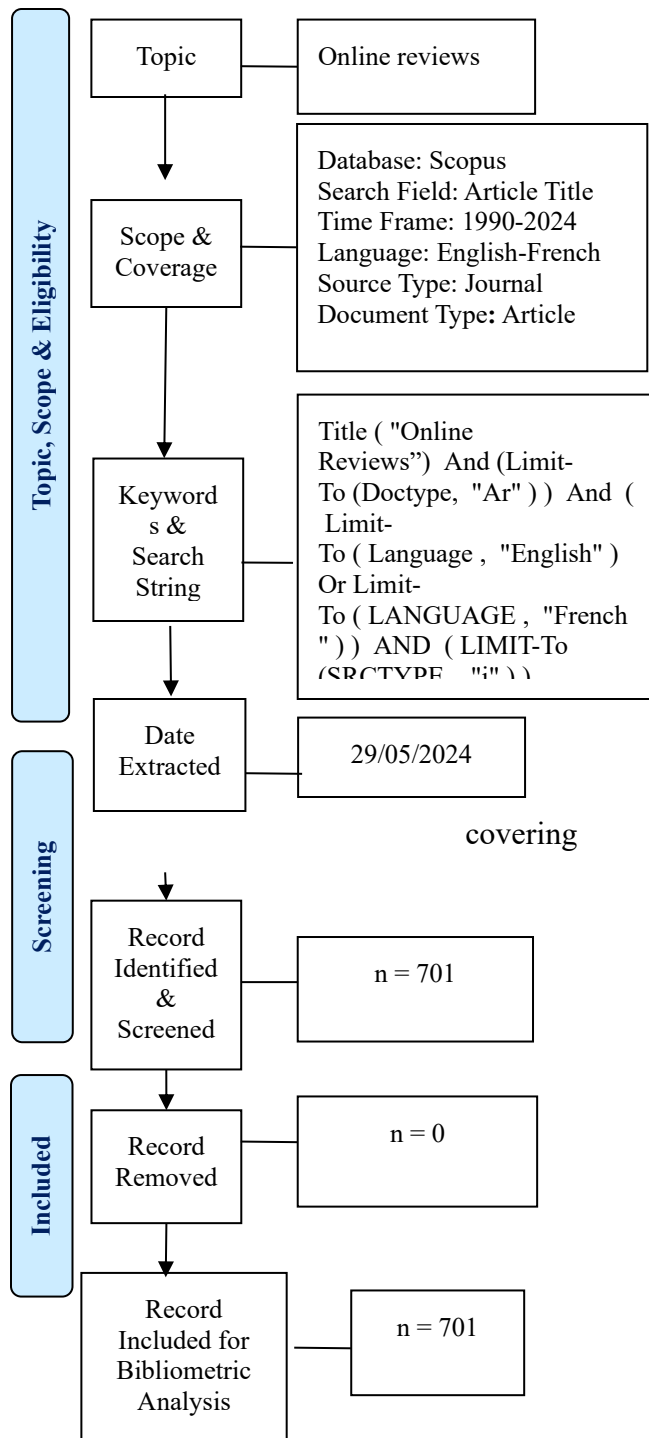 Topic, Scope & Eligibility
Topic
Online reviews
Scope &
Coverage
Database: Scopus
Search Field: Article Title
Time Frame: 1990-2024
Language: English-French
Source Type: Journal
Document Type: Article
Keyword
s &
Search
String
Title ( "Online
Reviews”) And (Limit-
To (Doctype, "Ar" ) ) And (
Limit-
To ( Language , "English" )
Or Limit-
To ( LANGUAGE , "French
" ) ) AND ( LIMIT-To
(SRCTYPE , "j" ) )
Date
Extracted
29/05/2024
covering
Screening
Record
Identified
&
Screened
n = 701
Included
Record
Removed
n = 0
Record
Included for
Bibliometric
Analysis
n = 701